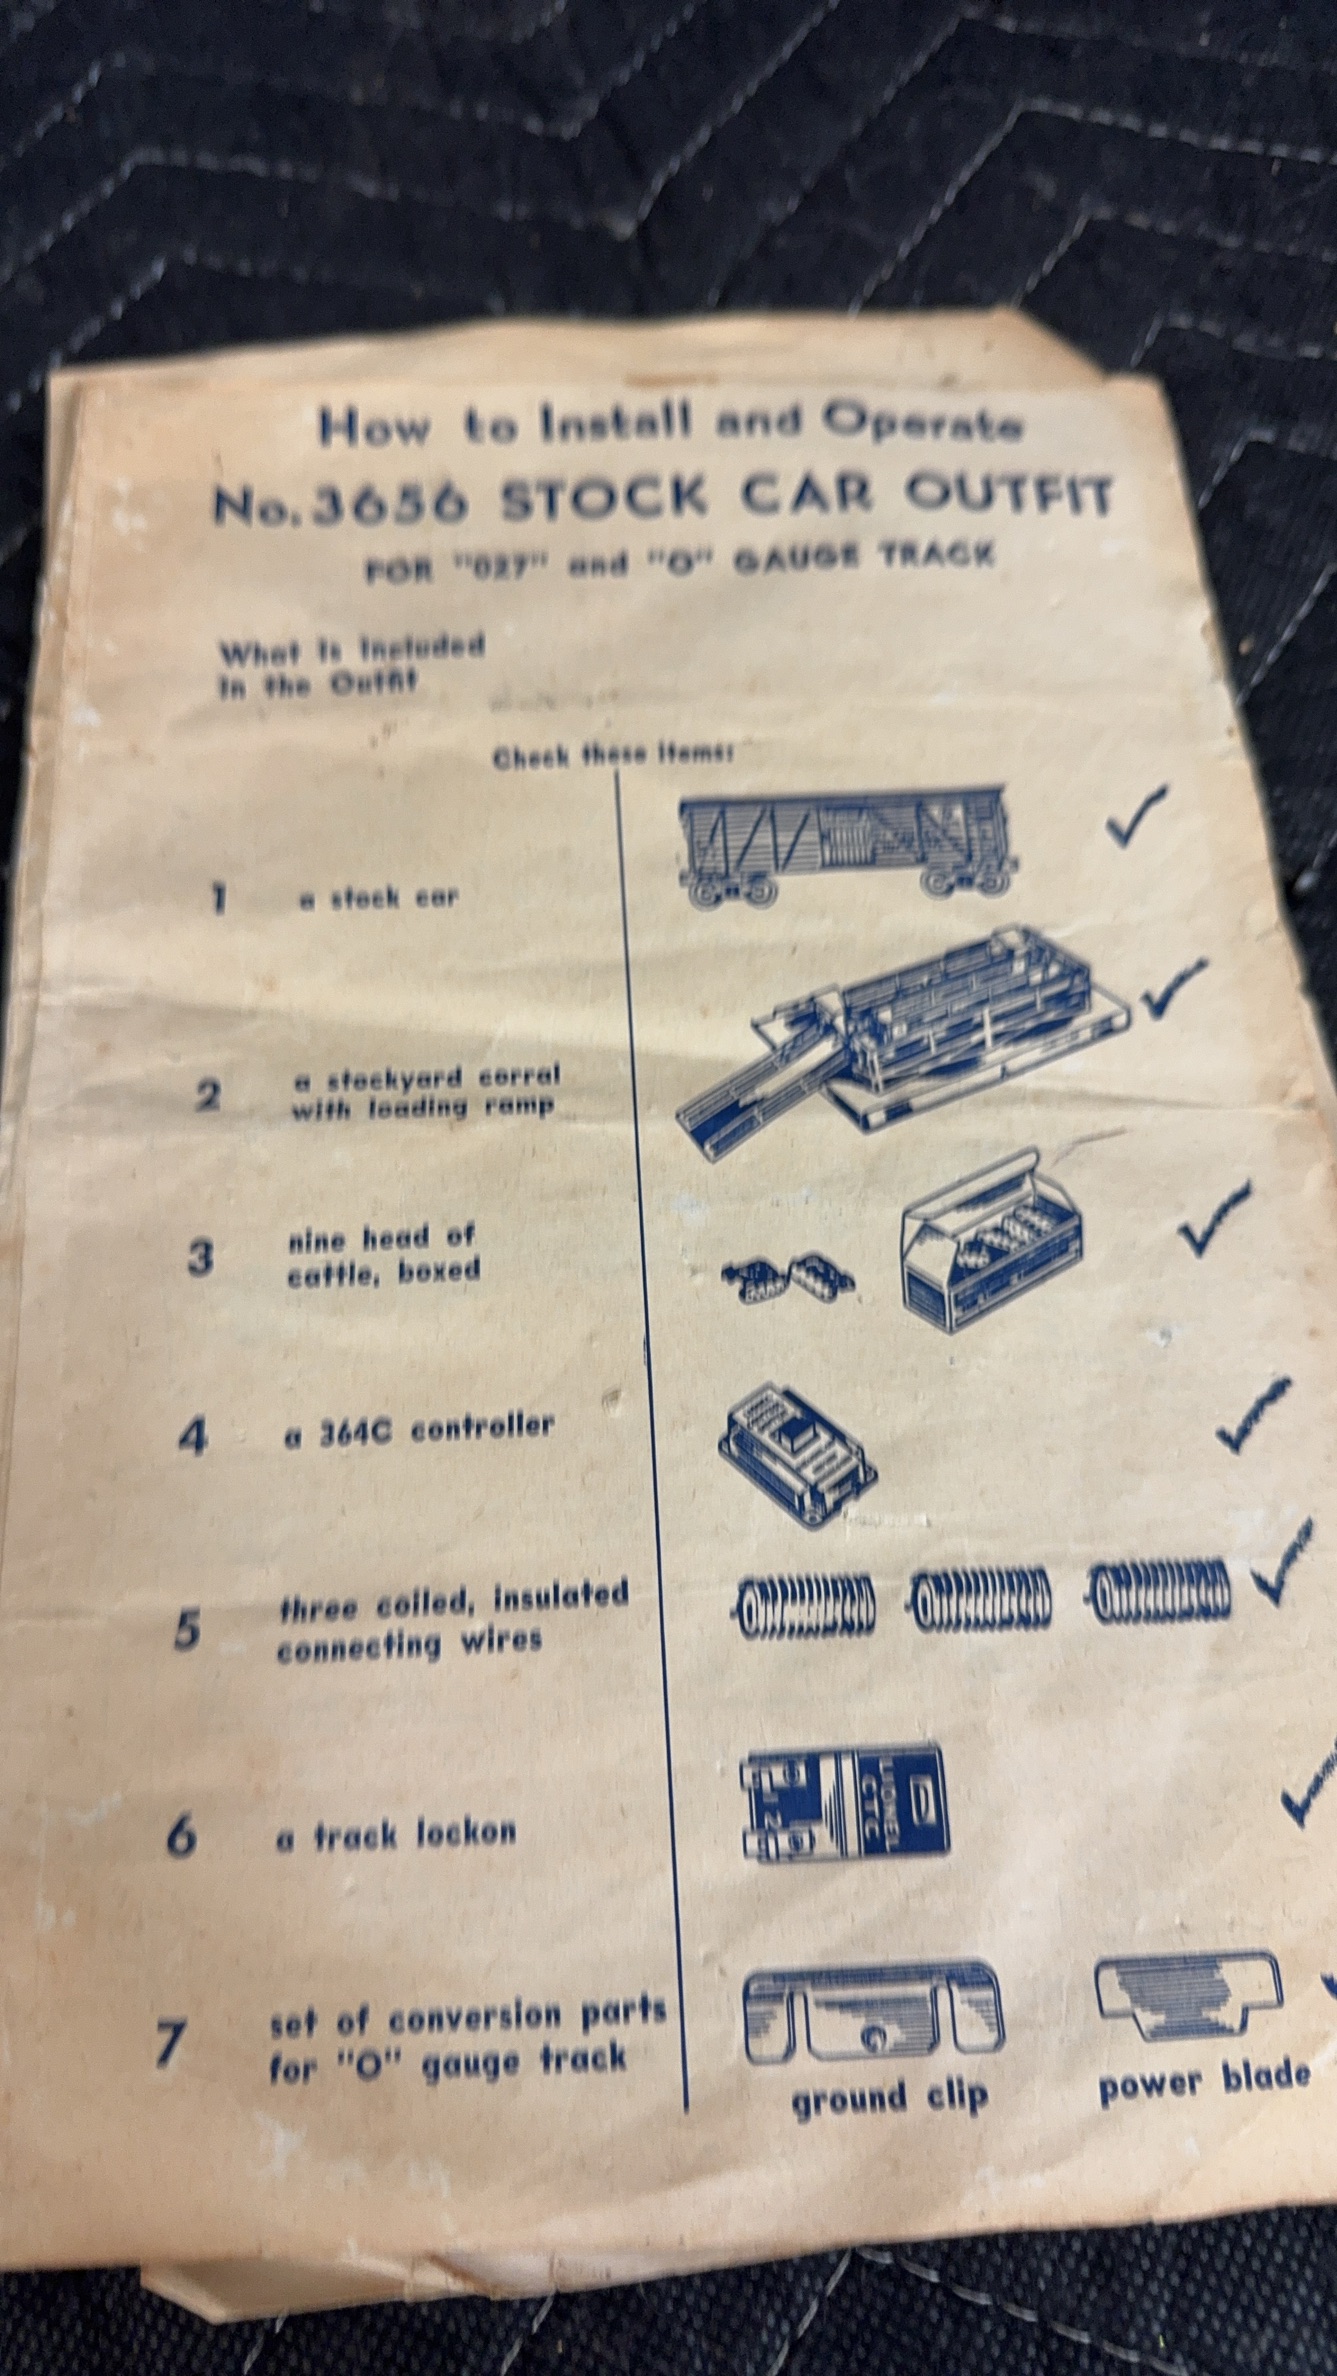 How to Install and Operate
No. 3656 STOCK CAR OUTFIT
FOR "027" and "O" GAUGE TRACK
What Is Included
In the Outfit
Check these items:
1 a stock car
2 a stockyard corral
with loading ramp
3 nine head of
cattle, boxed
4 a 364C controller
5 three coiled, insulated
connecting wires
6 a track lockon
1 2
LIONEL
CTC
L
7 set of conversion parts
for "O" gauge track
ground clip
power blade